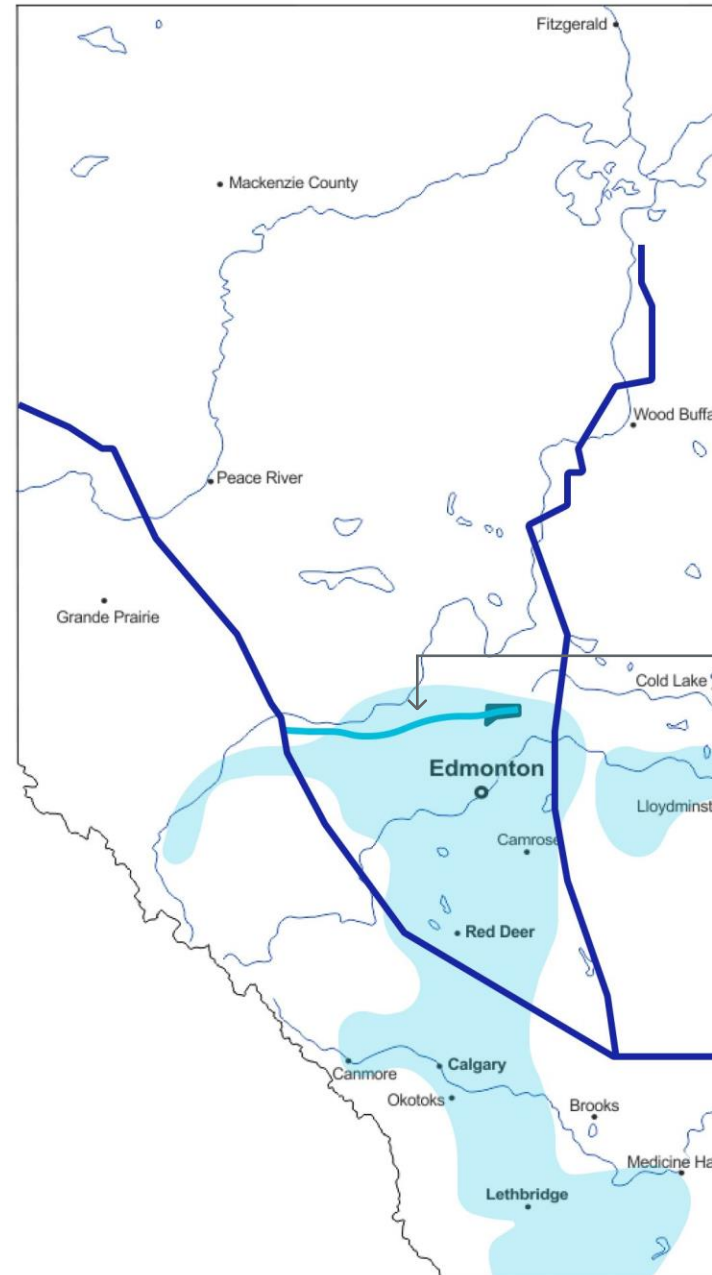 Fitzgerald
Mackenzie County
Wood Buffa
Peace River
Grande Prairie
Cold Lake
Edmonton
Lloydminst
Camrose
Red Deer
Calgary
Canmore
Okotoks
Brooks
Medicine Ha
Lethbridge